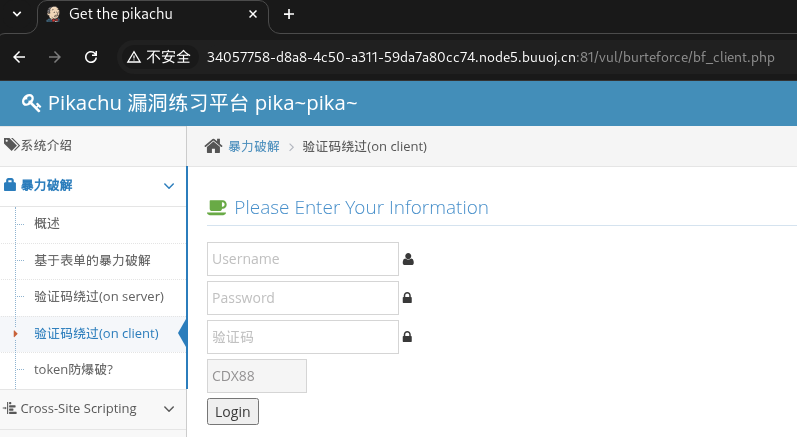 Get the pikachu
不安全 34057758-d8a8-4c50-a311-59da7a80cc74.node5.buuoj.cn:81/vul/burteforce/bf_client.php
Pikachu 漏洞练习平台 pika~pika~
系统介绍
暴力破解
概述
基于表单的暴力破解
验证码绕过(on server)
验证码绕过(on client)
token防爆破?
Cross-Site Scripting
暴力破解 验证码绕过(on client)
Please Enter Your Information
Username
Password
验证码
CDX88
Login